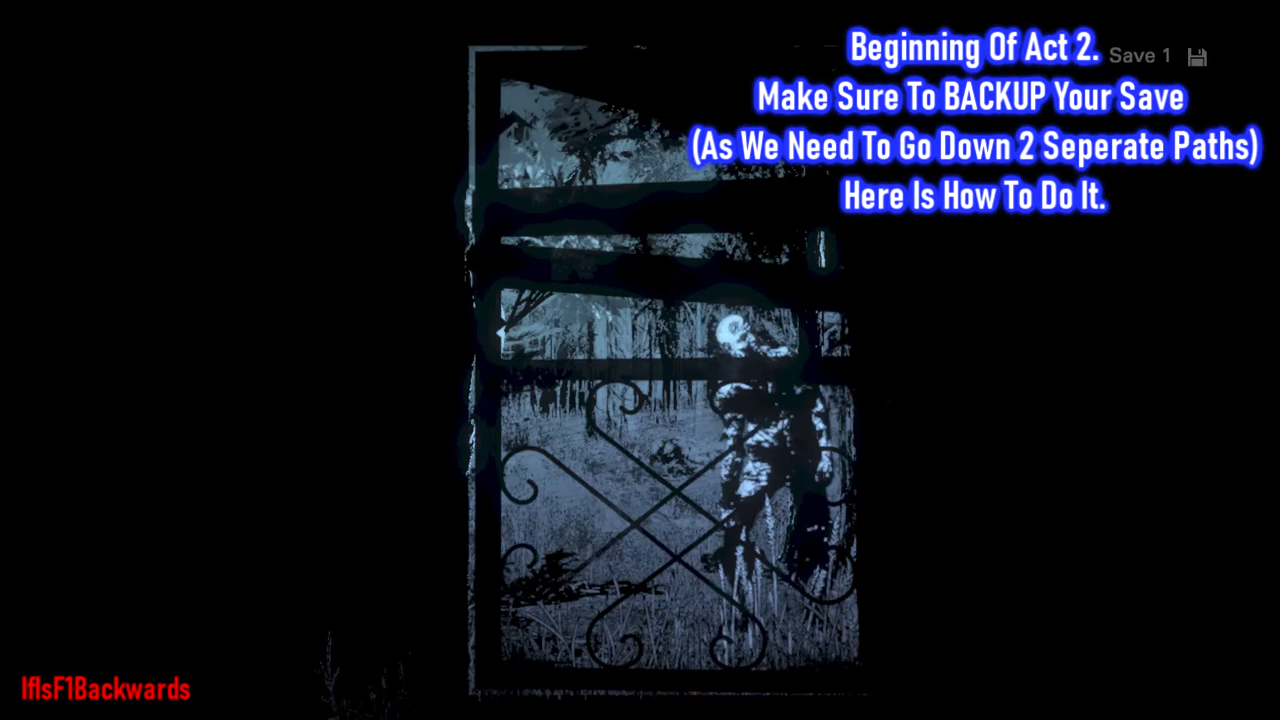 Beginning Of Act 2.
Save 1
Make Sure To BACKUP Your Save
(As We Need To Go Down 2 Seperate Paths)
Here Is How To Do It.
IfIsF1Backwards